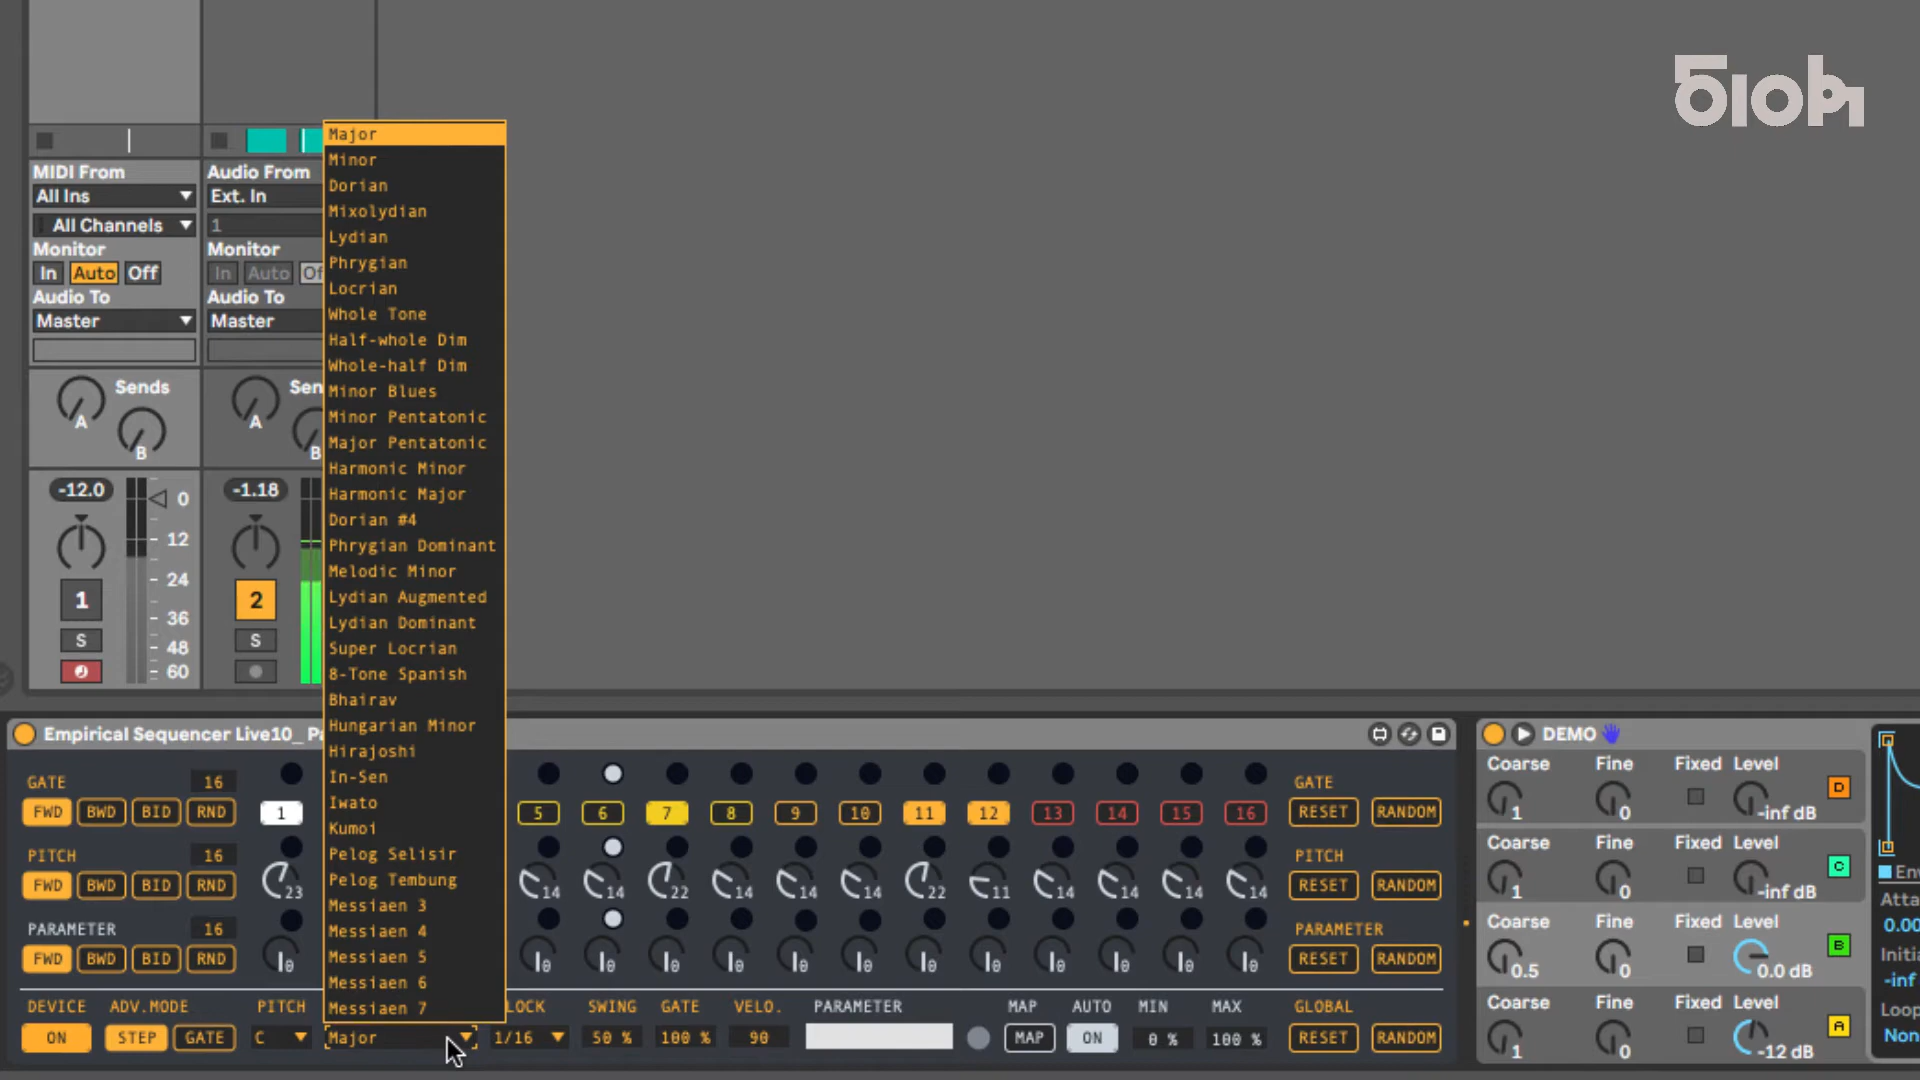 MIDI From
All Ins
All Channels
Monitor
In Auto Off
Audio To
Master
Sends
A
B
-12.0
0
12
24
36
48
60
1
S
Audio From
Ext. In
1
Monitor
In Auto Of
Audio To
Master
Sen
A
B
-1.18
2
S
Major
Minor
Dorian
Mixolydian
Lydian
Phrygian
Locrian
Whole Tone
Half-whole Dim
Whole-half Dim
Minor Blues
Minor Pentatonic
Major Pentatonic
Harmonic Minor
Harmonic Major
Dorian #4
Phrygian Dominant
Melodic Minor
Lydian Augmented
Lydian Dominant
Super Locrian
8-Tone Spanish
Bhairav
Hungarian Minor
Hirajoshi
In-Sen
Iwato
Kumoi
Pelog Selisir
Pelog Tembung
Messiaen 3
Messiaen 4
Messiaen 5
Messiaen 6
Messiaen 7
Empirical Sequencer Live10_ Pa
GATE 16
FWD BWD BID RND 1 5 6 7 8 9 10 11 12 13 14 15 16
GATE
RESET RANDOM
PITCH 16
FWD BWD BID RND 23 14 14 22 14 14 14 22 11 14 14 14 14
PITCH
RESET RANDOM
PARAMETER 16
FWD BWD BID RND 0 0 0 0 0 0 0 0 0 0 0 0 0
PARAMETER
RESET RANDOM
DEVICE ADV.MODE PITCH LOCK SWING GATE VELO. PARAMETER MAP AUTO MIN MAX GLOBAL
ON STEP GATE C Major 1/16 50 % 100 % 90 MAP ON 0 % 100 % RESET RANDOM
DEMO
Coarse Fine Fixed Level
1 0 -inf dB D
Coarse Fine Fixed Level
1 0 -inf dB C
Coarse Fine Fixed Level
0.5 0 0.0 dB B
Coarse Fine Fixed Level
1 0 -12 dB A
Env
Atta
0.00
Initia
-inf
Loop
Non